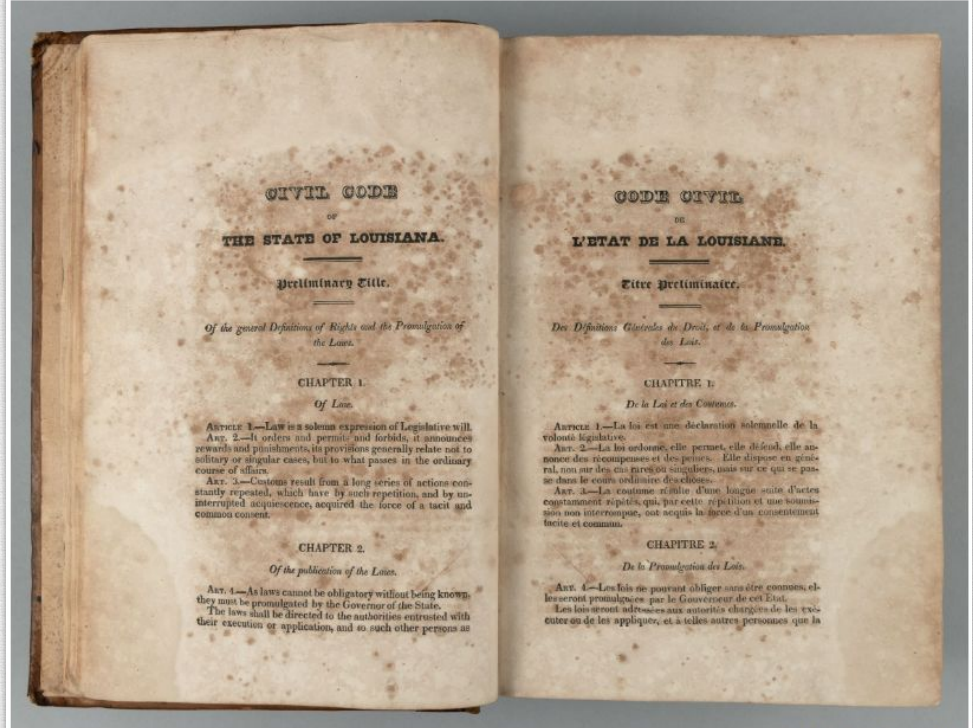 CIVIL CODE
OF
THE STATE OF LOUISIANA.
Preliminary Title.
Of the general Definitions of Rights and the Promulgation of
the Laws.
CHAPTER 1.
Of Law.
ARTICLE 1.—Law is a solemn expression of Legislative will.
ART. 2.—It orders and permits and forbids, it announces
rewards and punishments, its provisions generally relate not to
solitary or singular cases, but to what passes in the ordinary
course of affairs.
ART. 3.—Customs result from a long series of actions con-
stantly repeated, which have by such repetition, and by un-
interrupted acquiescence, acquired the force of a tacit and
common consent.
CHAPTER 2.
Of the publication of the Laws.
ART. 4.—As laws cannot be obligatory without being known,
they must be promulgated by the Governor of the State.
The laws shall be directed to the authorities entrusted with
their execution or application, and to such other persons as
CODE CIVIL
DE
L'ETAT DE LA LOUISIANE.
Titre Preliminaire.
Des Définitions Générales du Droit, et de la Promulgation
des Lois.
CHAPITRE 1.
De la Loi et des Coutumes.
ARTICLE 1.—La loi est une déclaration solemnelle de la
volonté législative.
ART. 2.—La loi ordonne, elle permet, elle défend, elle an-
nonce des récompenses et des peines. Elle dispose en géné-
ral, non sur des cas rares ou singuliers, mais sur ce qui se pas-
se dans le cours ordinaire des choses.
ART. 3.—La coutume résulte d'une longue suite d'actes
constamment répétés, qui, par cette répétition et une soumis-
sion non interrompue, ont acquis la force d'un consentement
tacite et commun.
CHAPITRE 2.
De la Promulgation des Lois.
ART. 4.—Les lois ne pouvant obliger sans être connues, el-
les seront promulguées par le Gouverneur de cet Etat.
Les lois seront adressées aux autorités chargées de les exé-
cuter ou de les appliquer, et à telles autres personnes que la